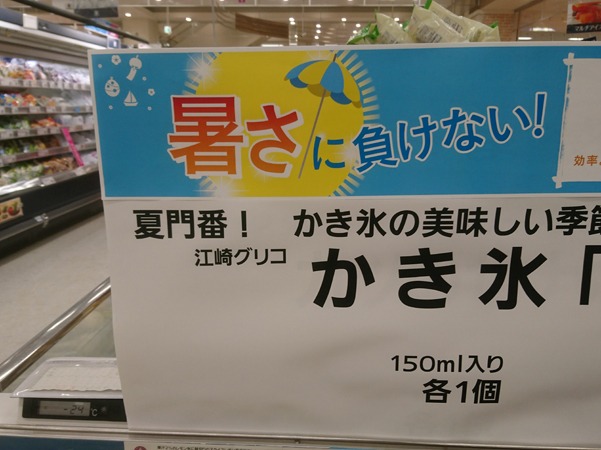 暑さに負けない!
効率
夏門番! かき氷の美味しい季節
江崎グリコ
かき氷「
150ml入り
各1個
-24℃